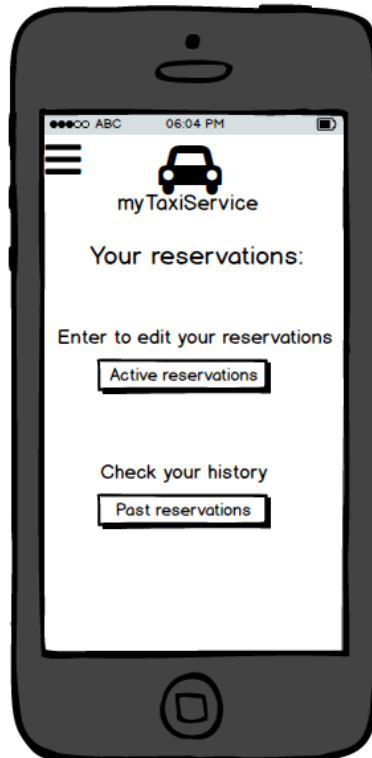 ABC 06:04 PM
myTaxiService
Your reservations:
Enter to edit your reservations
Active reservations
Check your history
Past reservations